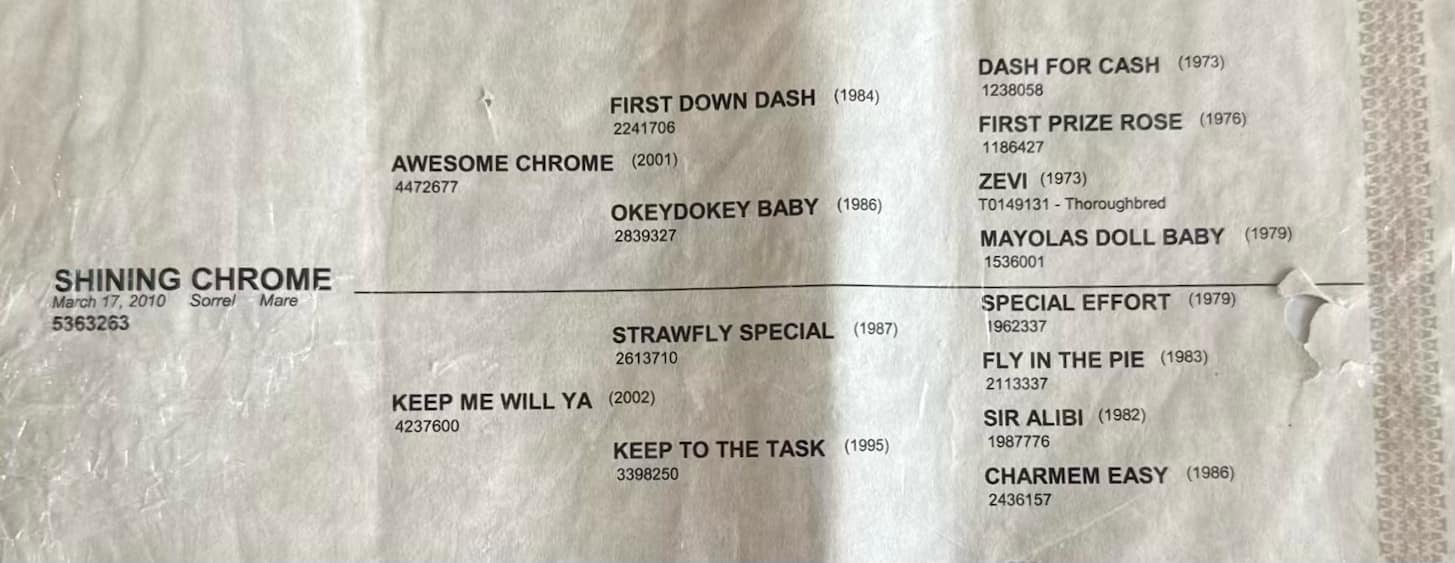 DASH FOR CASH (1973)
1238058
FIRST DOWN DASH (1984)
2241706
FIRST PRIZE ROSE (1976)
1186427
AWESOME CHROME (2001)
4472677
ZEVI (1973)
T0149131 - Thoroughbred
OKEYDOKEY BABY (1986)
2839327
MAYOLAS DOLL BABY (1979)
1536001
SHINING CHROME
March 17, 2010 Sorrel Mare
5363263
SPECIAL EFFORT (1979)
1962337
STRAWFLY SPECIAL (1987)
2613710
FLY IN THE PIE (1983)
2113337
KEEP ME WILL YA (2002)
4237600
SIR ALIBI (1982)
1987776
KEEP TO THE TASK (1995)
3398250
CHARMEM EASY (1986)
2436157